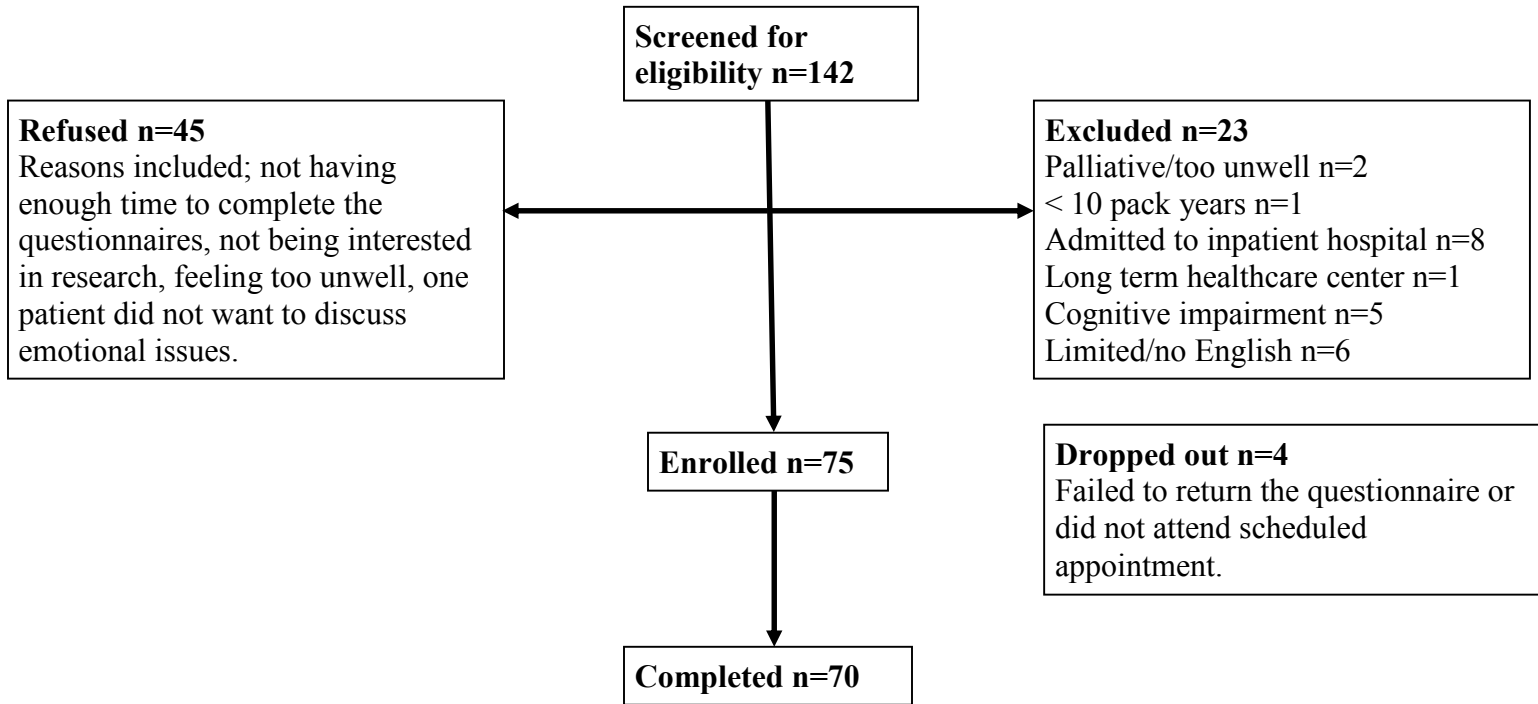 Screened for
eligibility n=142
Refused n=45
Reasons included; not having
enough time to complete the
questionnaires, not being interested
in research, feeling too unwell, one
patient did not want to discuss
emotional issues.
Excluded n=23
Palliative/too unwell n=2
< 10 pack years n=1
Admitted to inpatient hospital n=8
Long term healthcare center n=1
Cognitive impairment n=5
Limited/no English n=6
Enrolled n=75
Dropped out n=4
Failed to return the questionnaire or
did not attend scheduled
appointment.
Completed n=70